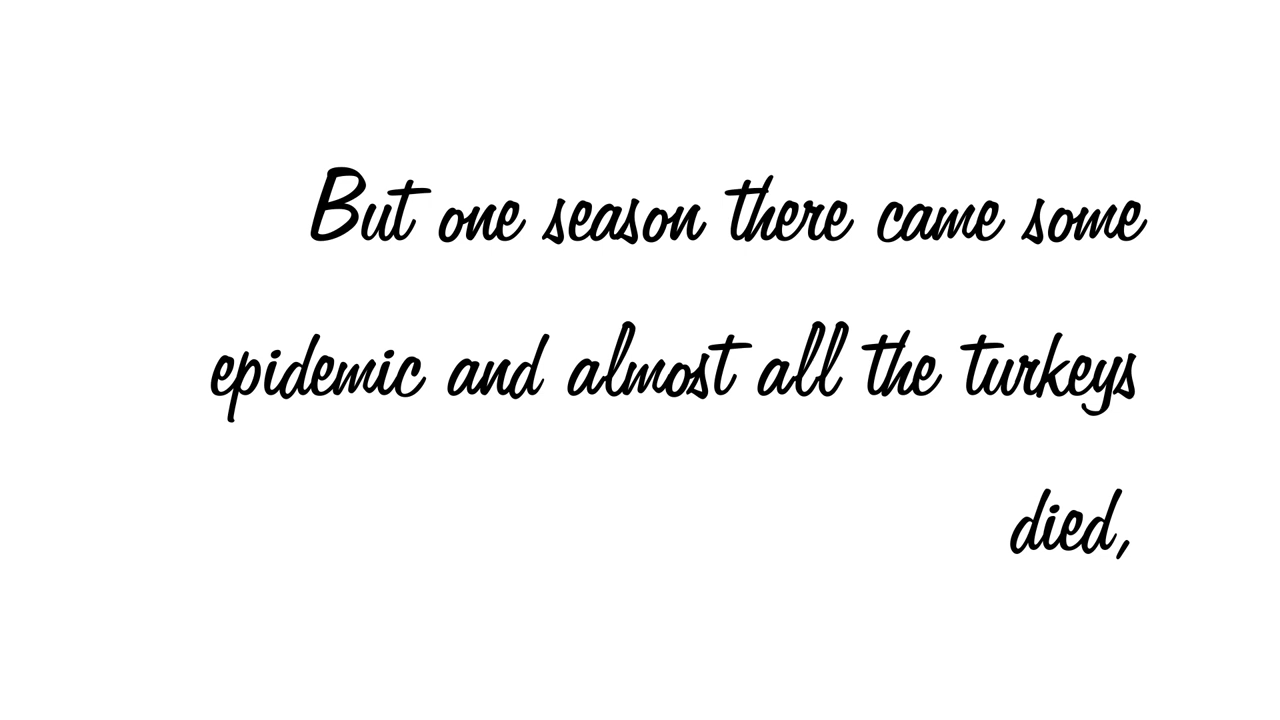 But one season there came some
epidemic and almost all the turkeys
died,